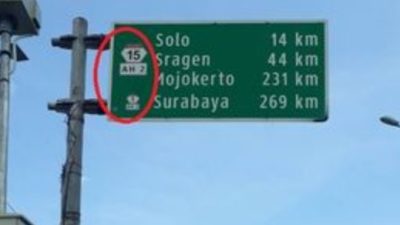 Solo 14 km
15
Sragen 44 km
AH 2
Mojokerto 231 km
Surabaya 269 km